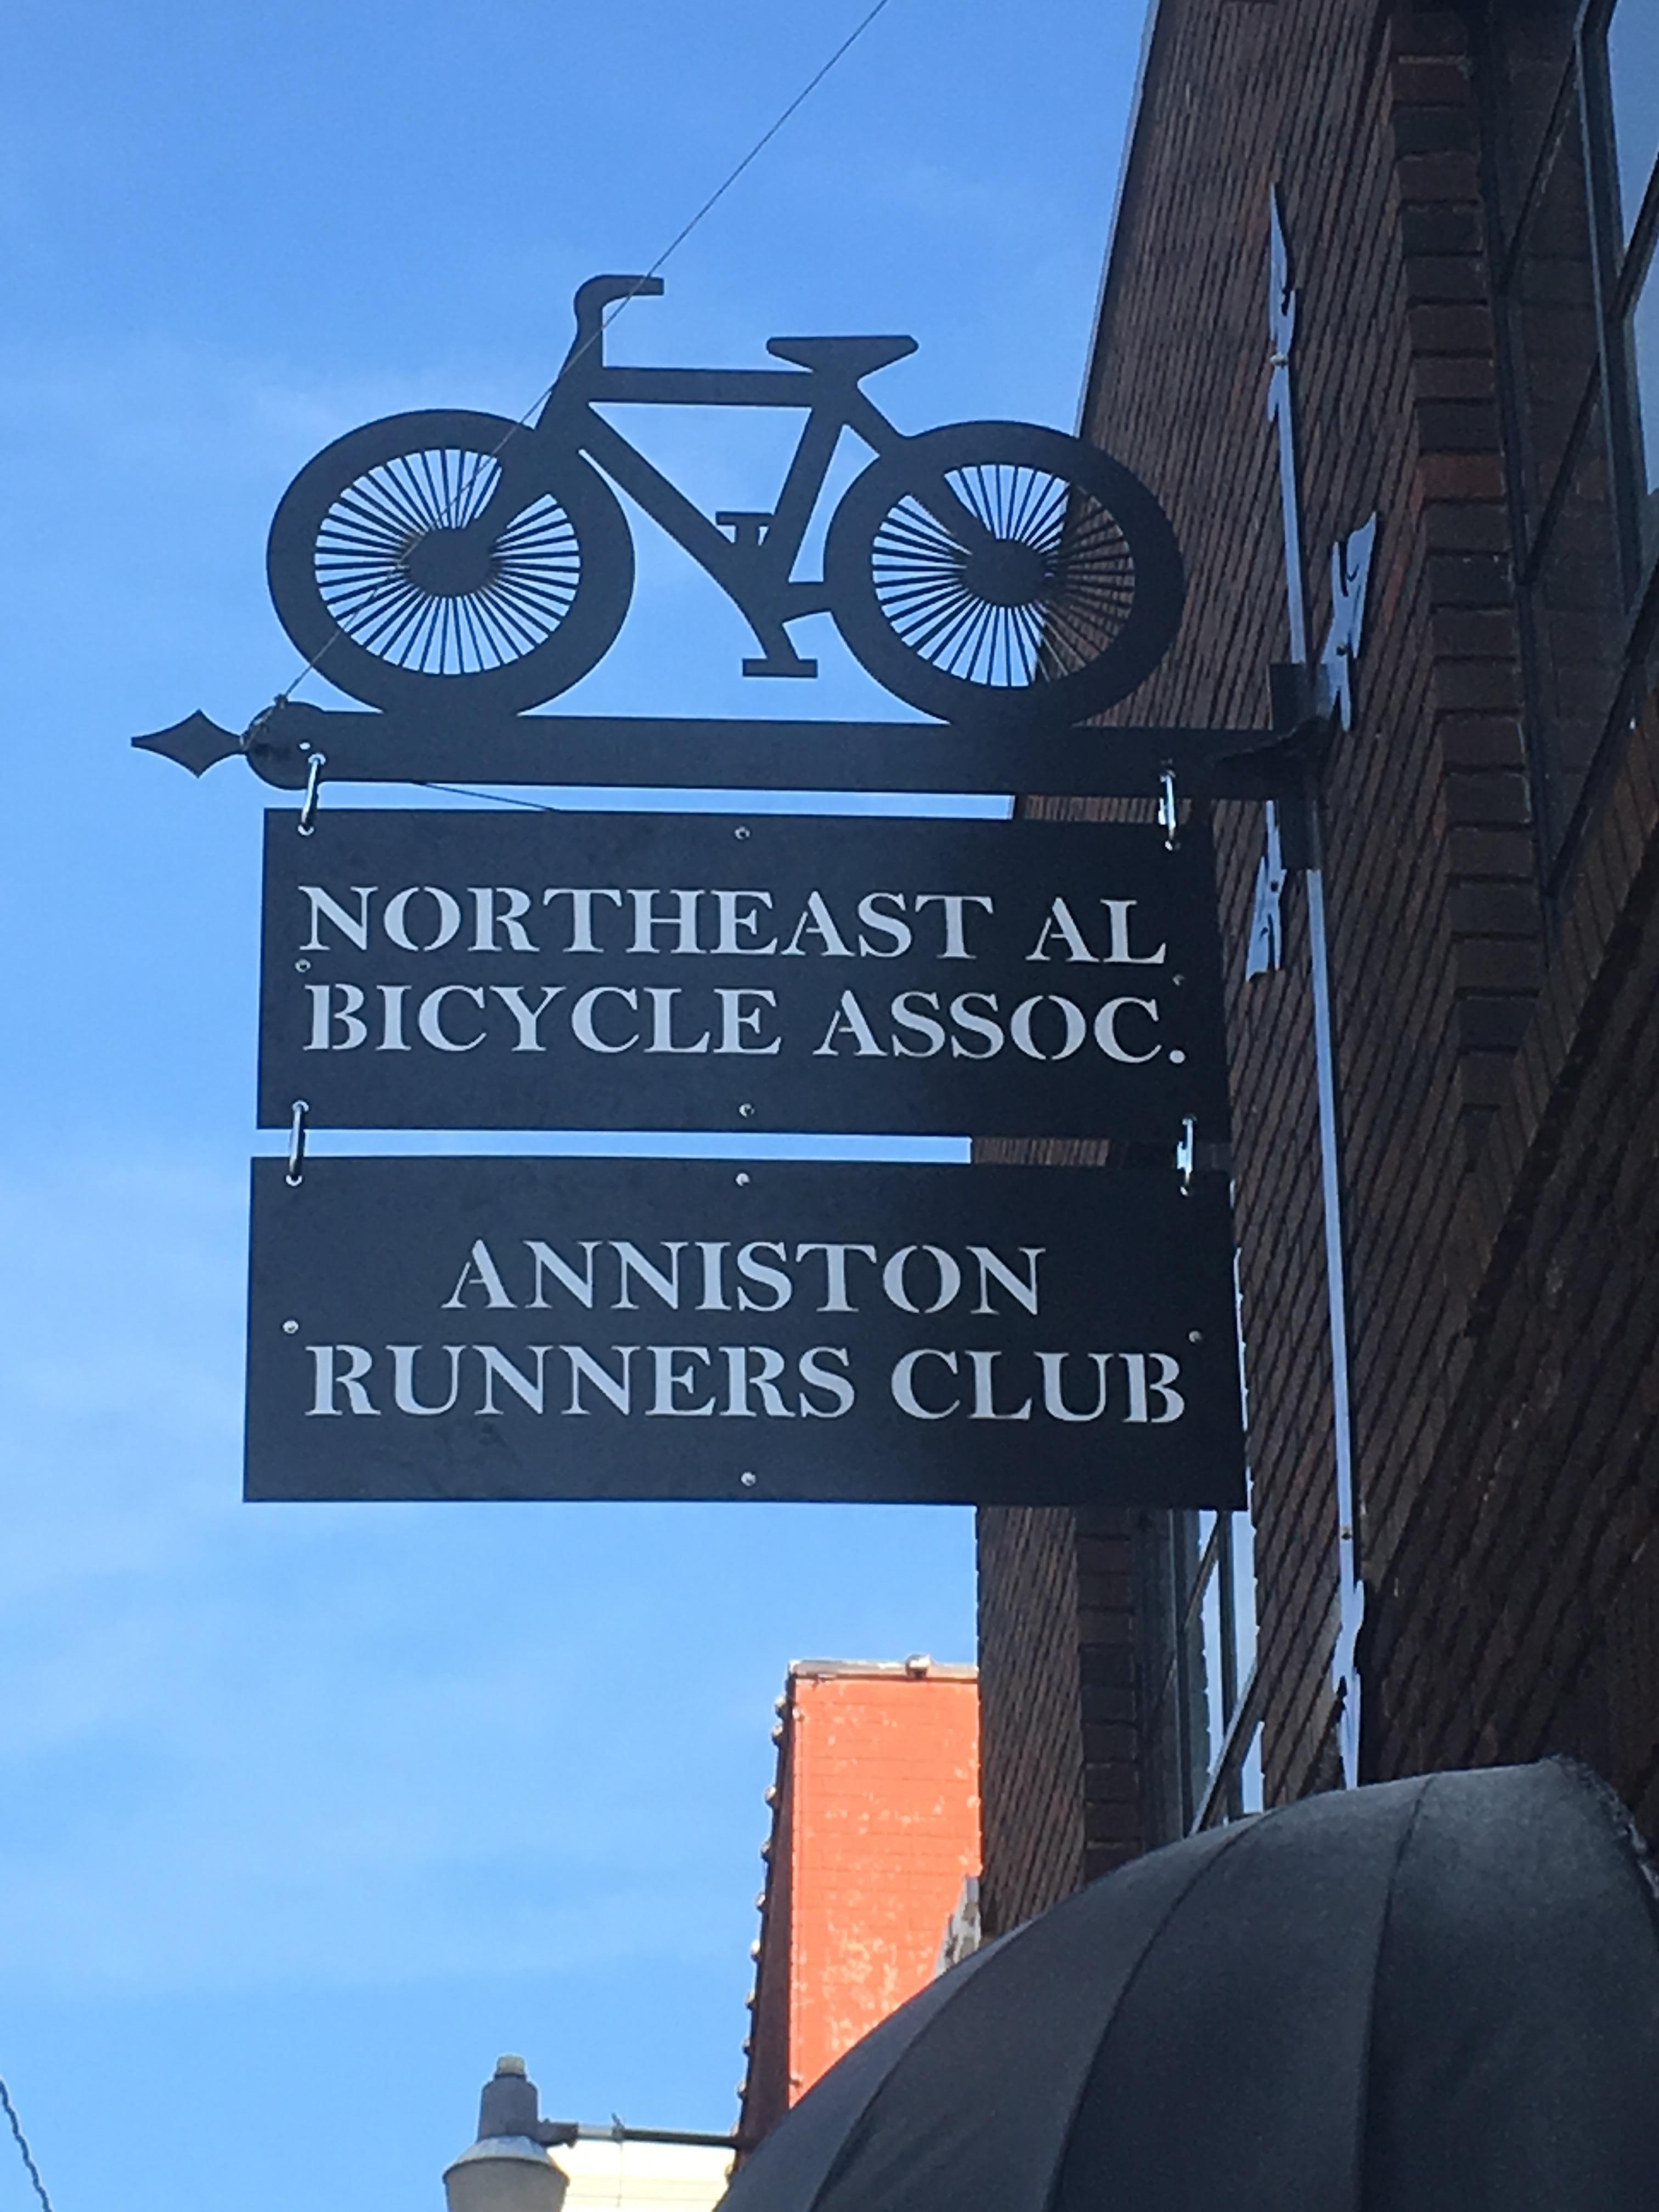 NORTHEAST AL
BICYCLE ASSOC.
ANNISTON
RUNNERS CLUB